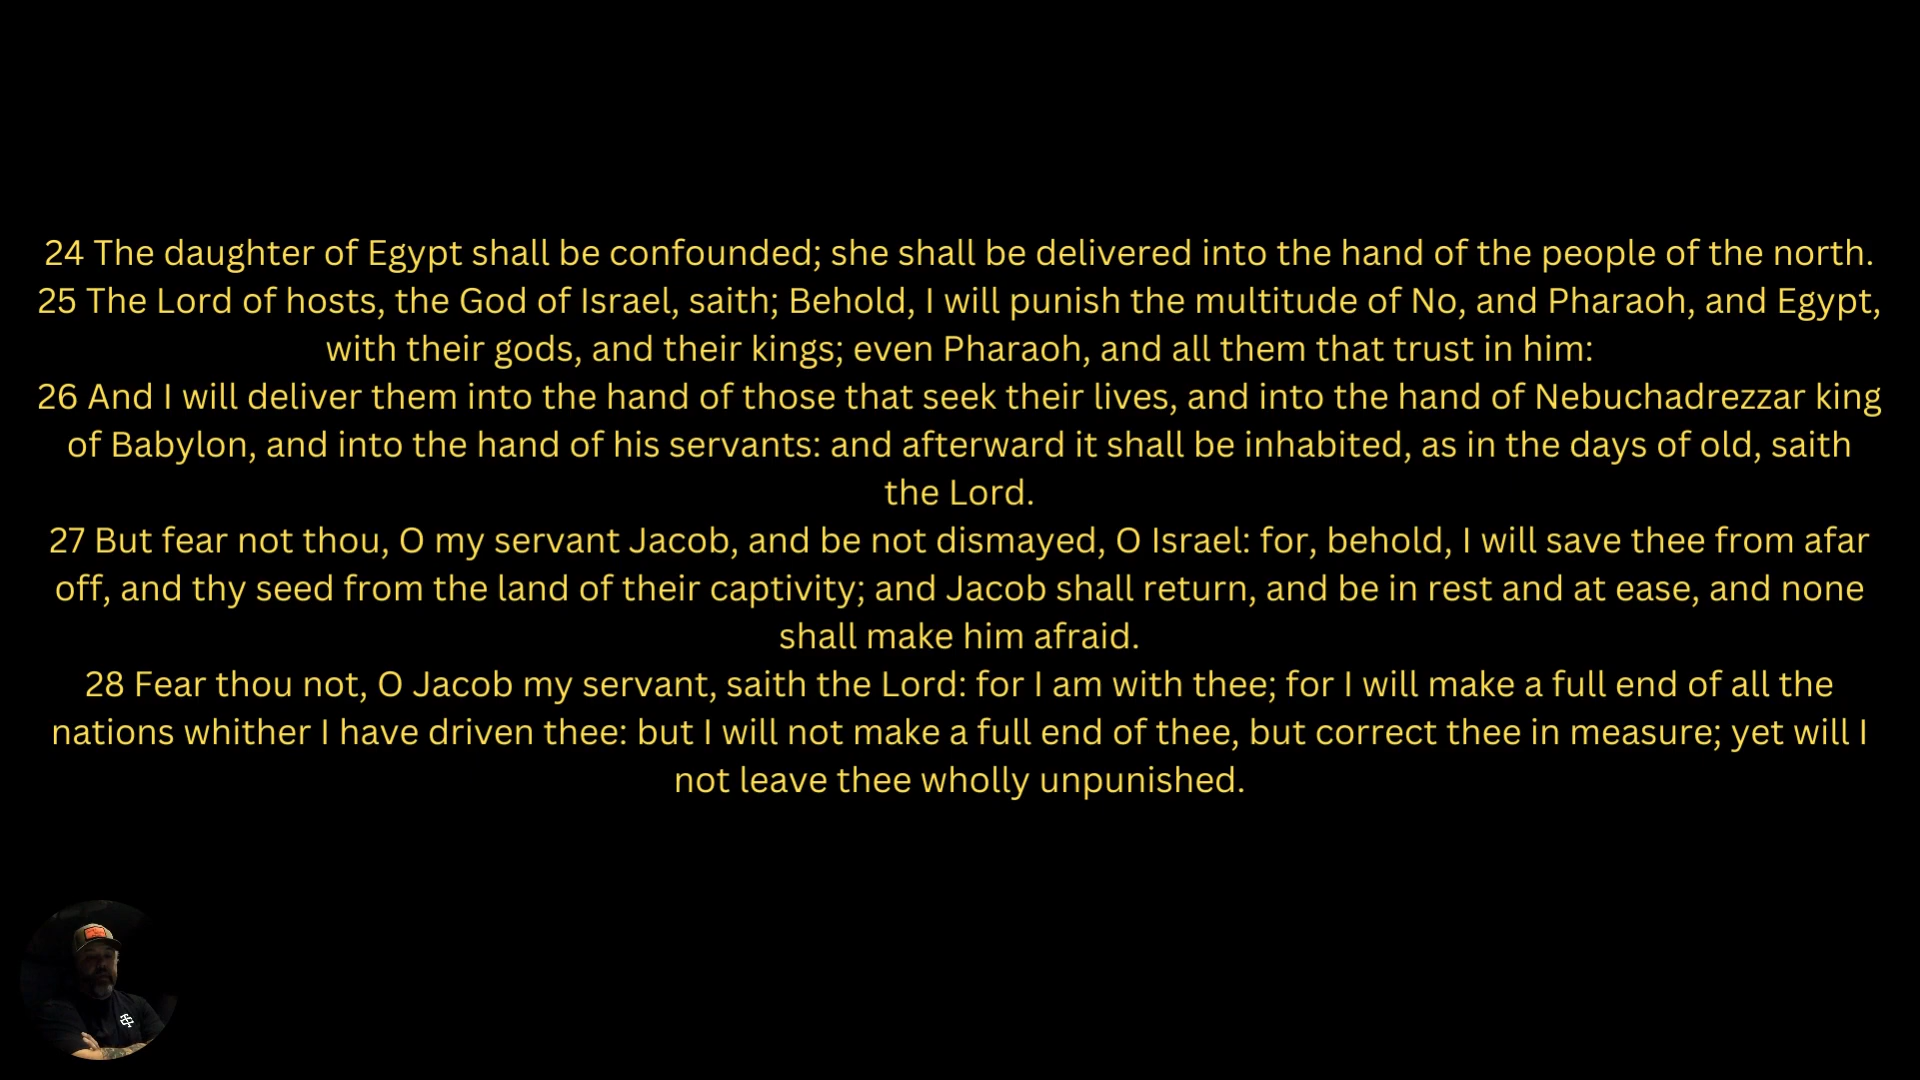 24 The daughter of Egypt shall be confounded; she shall be delivered into the hand of the people of the north.
25 The Lord of hosts, the God of Israel, saith; Behold, I will punish the multitude of No, and Pharaoh, and Egypt,
with their gods, and their kings; even Pharaoh, and all them that trust in him:
26 And I will deliver them into the hand of those that seek their lives, and into the hand of Nebuchadrezzar king
of Babylon, and into the hand of his servants: and afterward it shall be inhabited, as in the days of old, saith
the Lord.
27 But fear not thou, O my servant Jacob, and be not dismayed, O Israel: for, behold, I will save thee from afar
off, and thy seed from the land of their captivity; and Jacob shall return, and be in rest and at ease, and none
shall make him afraid.
28 Fear thou not, O Jacob my servant, saith the Lord: for I am with thee; for I will make a full end of all the
nations whither I have driven thee: but I will not make a full end of thee, but correct thee in measure; yet will I
not leave thee wholly unpunished.